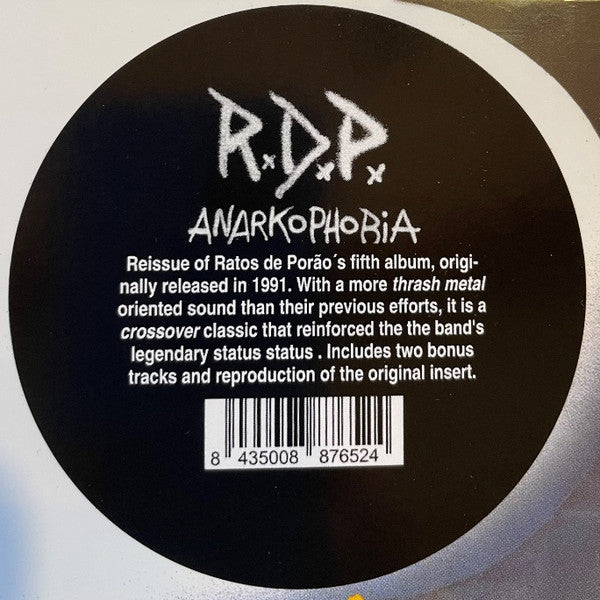 R.D.P.
ANARKOPHOBiA
Reissue of Ratos de Porão´s fifth album, origi-
nally released in 1991. With a more thrash metal
oriented sound than their previous efforts, it is a
crossover classic that reinforced the the band's
legendary status status . Includes two bonus
tracks and reproduction of the original insert.
8 435008 876524